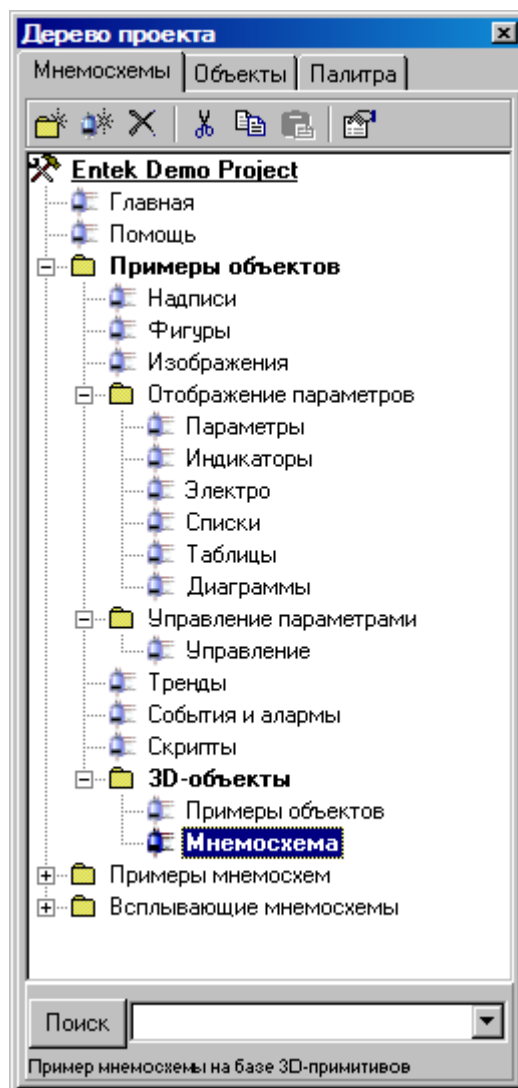 Дерево проекта
Мнемосхемы Объекты Палитра
Entek Demo Project
Главная
Помощь
Примеры объектов
Надписи
Фигуры
Изображения
Отображение параметров
Параметры
Индикаторы
Электро
Списки
Таблицы
Диаграммы
Управление параметрами
Управление
Тренды
События и алармы
Скрипты
3D-объекты
Примеры объектов
Мнемосхема
Примеры мнемосхем
Всплывающие мнемосхемы
Поиск
Пример мнемосхемы на базе 3D-примитивов